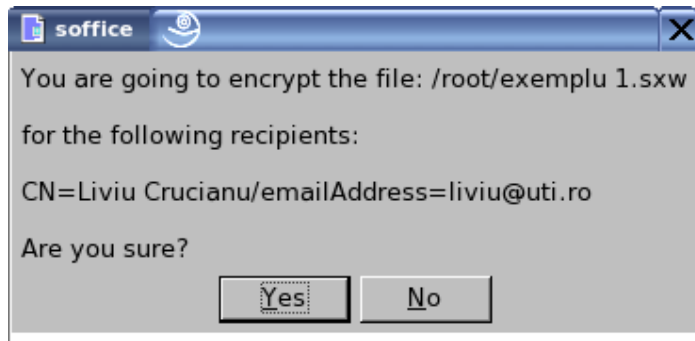 soffice
You are going to encrypt the file: /root/exemplu 1.sxw
for the following recipients:
CN=Liviu Crucianu/emailAddress=liviu@uti.ro
Are you sure?
Yes No